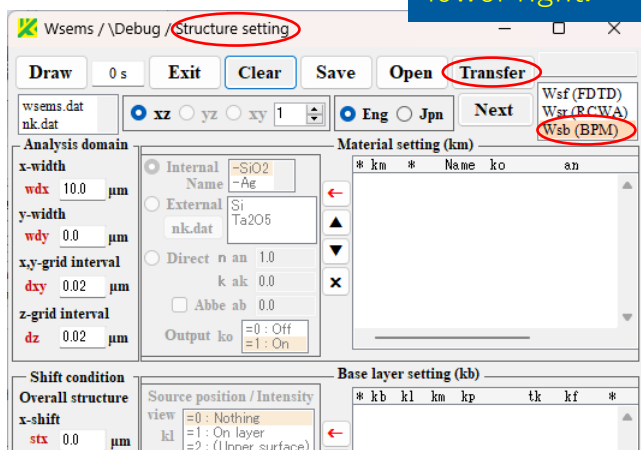 lower right.
Wsems / \Debug / Structure setting
Draw 0 s Exit Clear Save Open Transfer
wsems.dat
nk.dat
xz yz xy 1 Eng Jpn Next
Wsf (FDTD)
Wsr (RCWA)
Wsb (BPM)
Analysis domain
x-width
wdx 10.0 μm
y-width
wdy 0.0 μm
x,y-grid interval
dxy 0.02 μm
z-grid interval
dz 0.02 μm
Internal Name
-SiO2
-Ag
External
nk.dat
Si
Ta2O5
Direct n an 1.0
k ak 0.0
Abbe ab 0.0
Output ko
=0 : Off
=1 : On
Material setting (km)
* km * Name ko an
Shift condition
Overall structure
x-shift
stx 0.0 μm
Source position / Intensity
view
kl
=0 : Nothing
=1 : On layer
=2 : (Upper surface)
Base layer setting (kb)
* kb kl km kp tk kf *